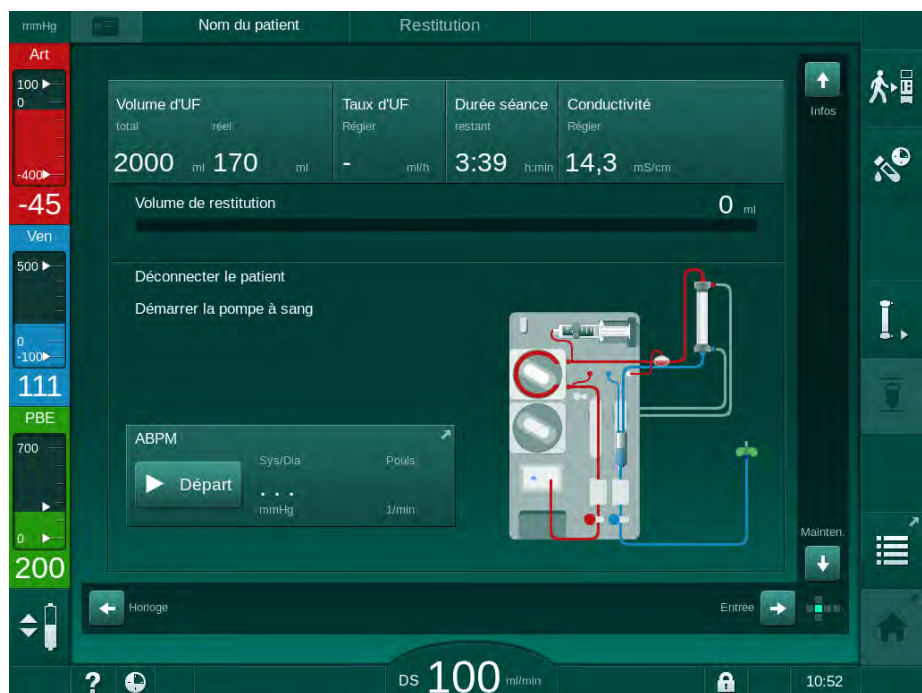 mmHg
Nom du patient
Restitution
Art
100
0
-400
-45
Ven
500
0
-100
111
PBE
700
0
200
Volume d'UF
total
réel
2000 ml 170 ml
Taux d'UF
Régler
- ml/h
Durée séance
restant
3:39 h:min
Conductivité
Régler
14,3 mS/cm
Infos
Volume de restitution
0 ml
Déconnecter le patient
Démarrer la pompe à sang
ABPM
Sys/Dia
Pouls
Départ
. . .
mmHg
1/min
Mainten.
Horloge
Entrée
?
DS 100 ml/min
10:52